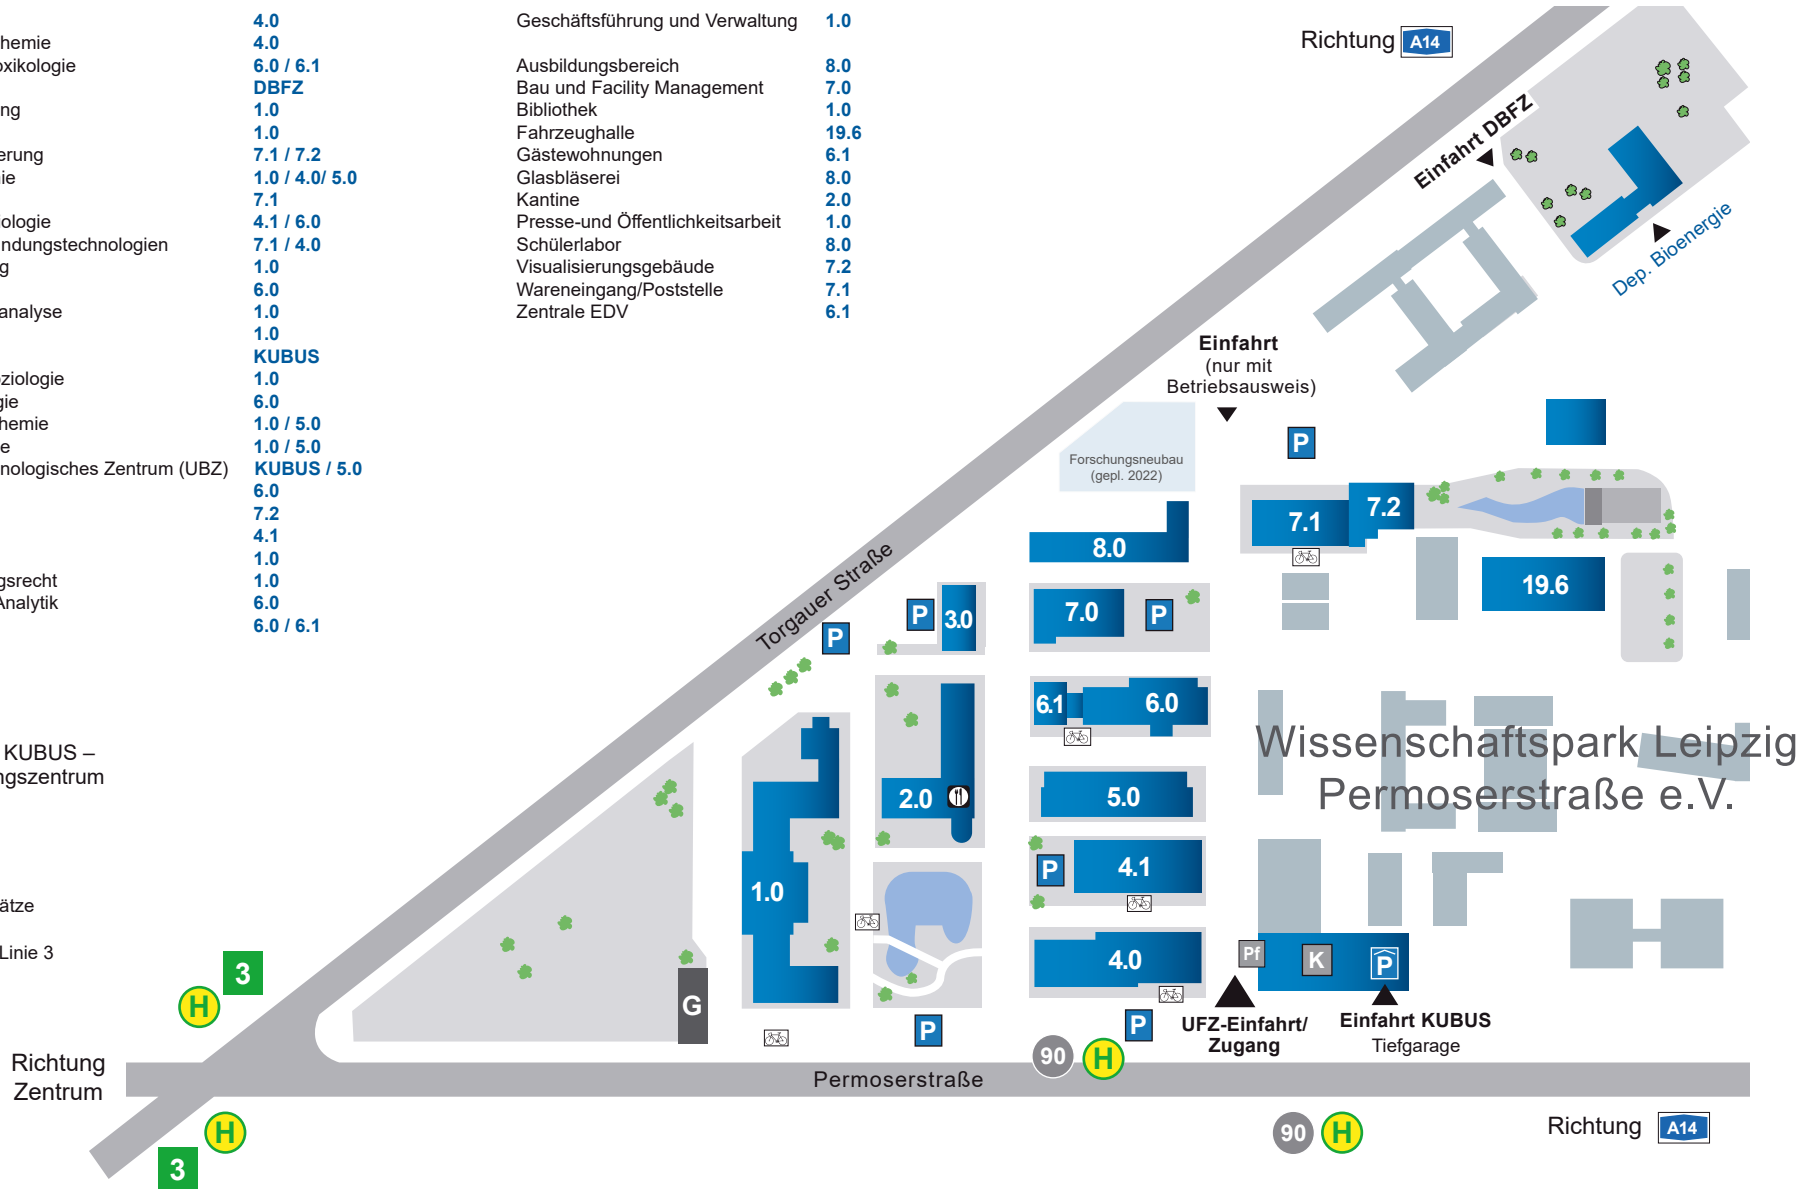 4.0
hemie 4.0
oxikologie 6.0 / 6.1
DBFZ
ng 1.0
1.0
erung 7.1 / 7.2
ie 1.0 / 4.0/ 5.0
7.1
iologie 4.1 / 6.0
ndungstechnologien 7.1 / 4.0
g 1.0
6.0
analyse 1.0
1.0
KUBUS
oziologie 1.0
gie 6.0
hemie 1.0 / 5.0
e 1.0 / 5.0
nologisches Zentrum (UBZ) KUBUS / 5.0
6.0
7.2
4.1
1.0
gsrecht 1.0
Analytik 6.0
6.0 / 6.1
Geschäftsführung und Verwaltung 1.0
Ausbildungsbereich 8.0
Bau und Facility Management 7.0
Bibliothek 1.0
Fahrzeughalle 19.6
Gästewohnungen 6.1
Glasbläserei 8.0
Kantine 2.0
Presse-und Öffentlichkeitsarbeit 1.0
Schülerlabor 8.0
Visualisierungsgebäude 7.2
Wareneingang/Poststelle 7.1
Zentrale EDV 6.1
KUBUS –
ngszentrum
ätze
Linie 3
Richtung A14
Einfahrt DBFZ
Dep. Bioenergie
Einfahrt
(nur mit
Betriebsausweis)
P
Forschungsneubau
(gepl. 2022)
7.1
7.2
8.0
19.6
Torgauer Straße
P
P
3.0
7.0
P
6.1
6.0
Wissenschaftspark Leipzig
Permoserstraße e.V.
2.0
5.0
1.0
P
4.1
4.0
Pf
K
P
G
3
H
P
P
UFZ-Einfahrt/
Zugang
Einfahrt KUBUS
Tiefgarage
90
H
Richtung
Zentrum
Permoserstraße
H
3
90
H
Richtung A14